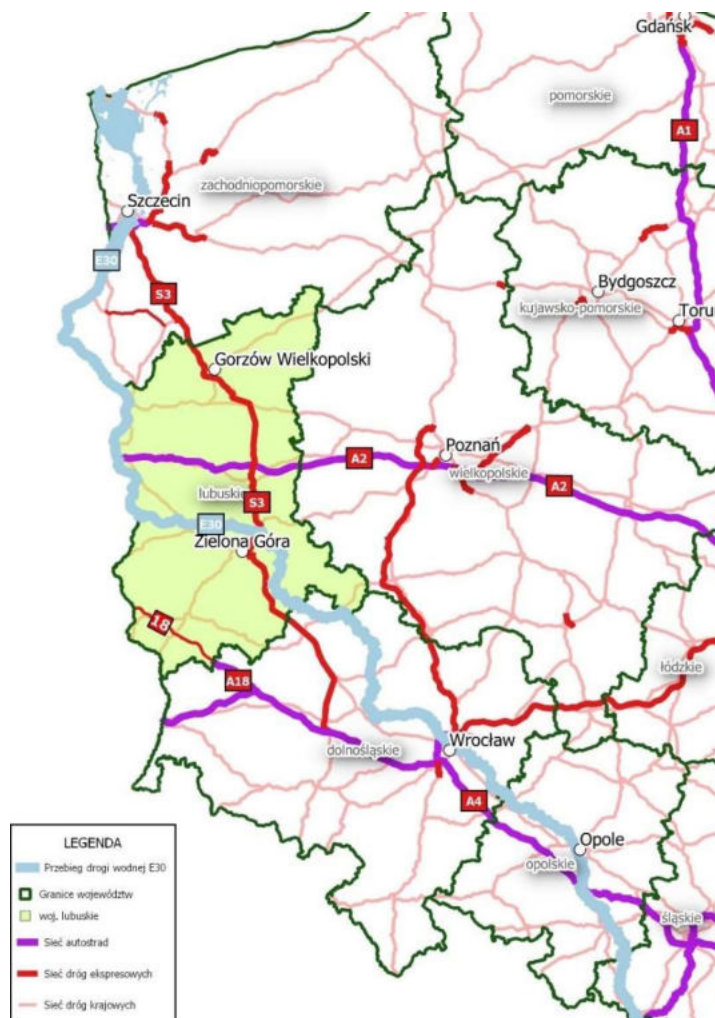 Gdańsk
pomorskie
A1
zachodniopomorskie
Szczecin
E30
S3
Bydgoszcz
kujawsko-pomorskie
Toru
Gorzów Wielkopolski
Poznań
A2
wielkopolskie
A2
lubuskie
S3
E30
Zielona Góra
18
łódzkie
A18
Wrocław
dolnośląskie
A4
Opole
opolskie
śląskie
LEGENDA
Przebieg drogi wodnej E30
Granice województw
woj. lubuskie
Sieć autostrad
Sieć dróg ekspresowych
Sieć dróg krajowych